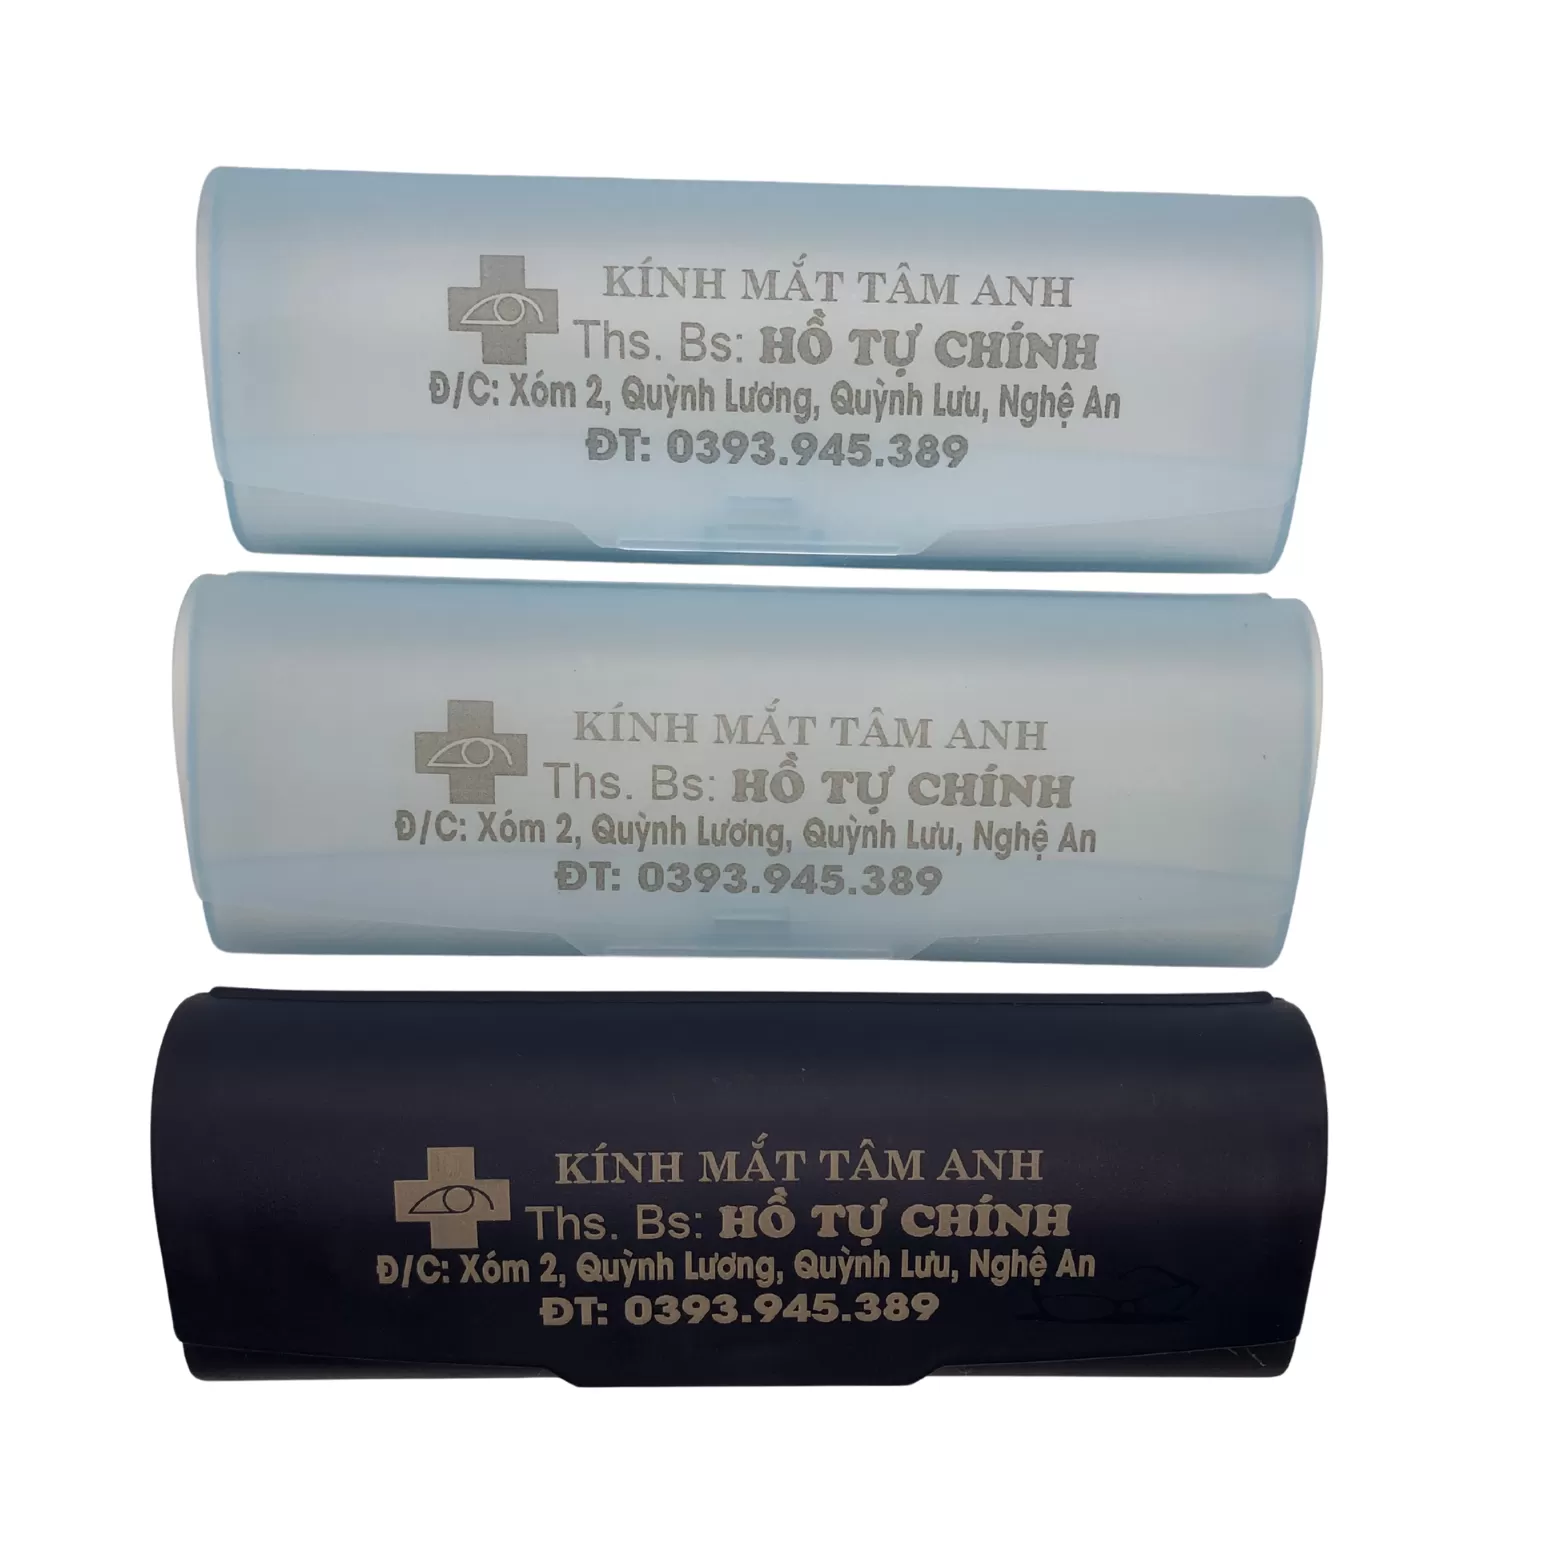 KÍNH MẮT TÂM ANH
Ths. Bs: HỒ TỰ CHÍNH
Đ/C: Xóm 2, Quỳnh Lương, Quỳnh Lưu, Nghệ An
ĐT: 0393.945.389
KÍNH MẮT TÂM ANH
Ths. Bs: HỒ TỰ CHÍNH
Đ/C: Xóm 2, Quỳnh Lương, Quỳnh Lưu, Nghệ An
ĐT: 0393.945.389
KÍNH MẮT TÂM ANH
Ths. Bs: HỒ TỰ CHÍNH
Đ/C: Xóm 2, Quỳnh Lương, Quỳnh Lưu, Nghệ An
ĐT: 0393.945.389